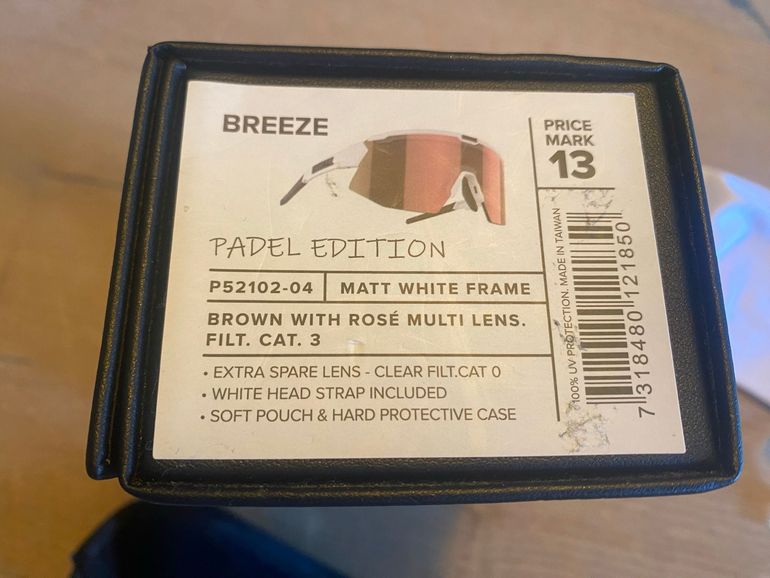 BREEZE
PRICE
MARK
13
PADEL EDITION
P52102-04
MATT WHITE FRAME
BROWN WITH ROSÉ MULTI LENS.
FILT. CAT. 3
• EXTRA SPARE LENS - CLEAR FILT.CAT 0
• WHITE HEAD STRAP INCLUDED
• SOFT POUCH & HARD PROTECTIVE CASE
100% UV PROTECTION. MADE IN TAIWAN
7 318480 121850